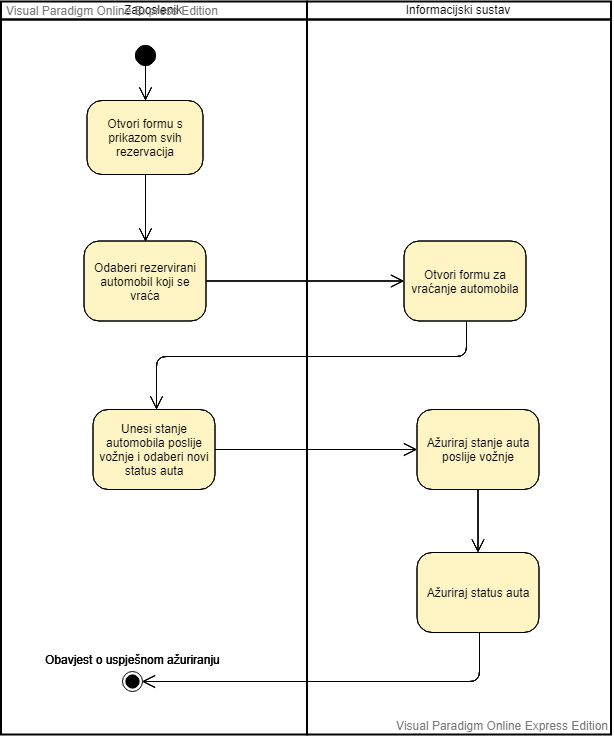 Visual Paradigm Online Express Edition
Zaposlenik
Informacijski sustav
Otvori formu s
prikazom svih
rezervacija
Odaberi rezervirani
automobil koji se
vraća
Otvori formu za
vraćanje automobila
Unesi stanje
automobila poslije
vožnje i odaberi novi
status auta
Ažuriraj stanje auta
poslije vožnje
Ažuriraj status auta
Obavjest o uspješnom ažuriranju
Visual Paradigm Online Express Edition